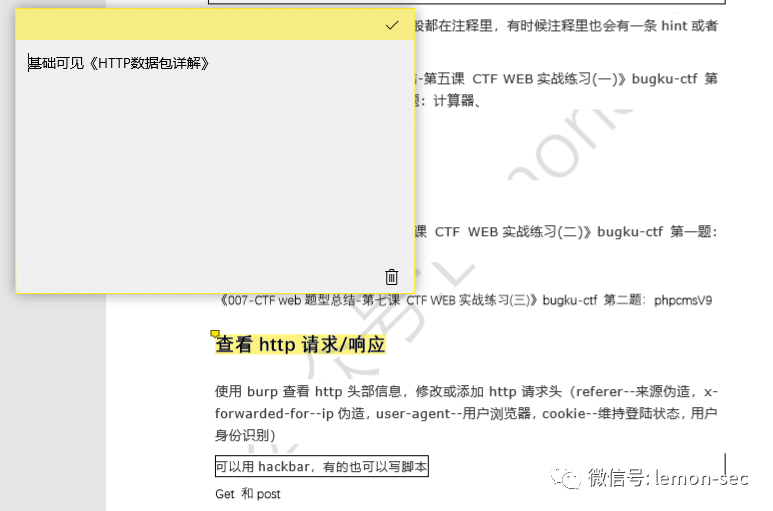 般都在注释里，有时候注释里也会有一条 hint 或者
基础可见《HTTP数据包详解》
-第五课 CTF WEB 实战练习(一)》bugku-ctf 第
：计算器、
课 CTF WEB 实战练习(二)》bugku-ctf 第一题：
《007-CTF web 题型总结-第七课 CTF WEB 实战练习(三)》bugku-ctf 第二题：phpcmsV9
查看 http 请求/响应
使用 burp 查看 http 头部信息，修改或添加 http 请求头（referer--来源伪造，x-
forwarded-for--ip 伪造，user-agent--用户浏览器，cookie--维持登陆状态，用户
身份识别）
可以用 hackbar，有的也可以写脚本
Get 和 post
微信号: lemon-sec